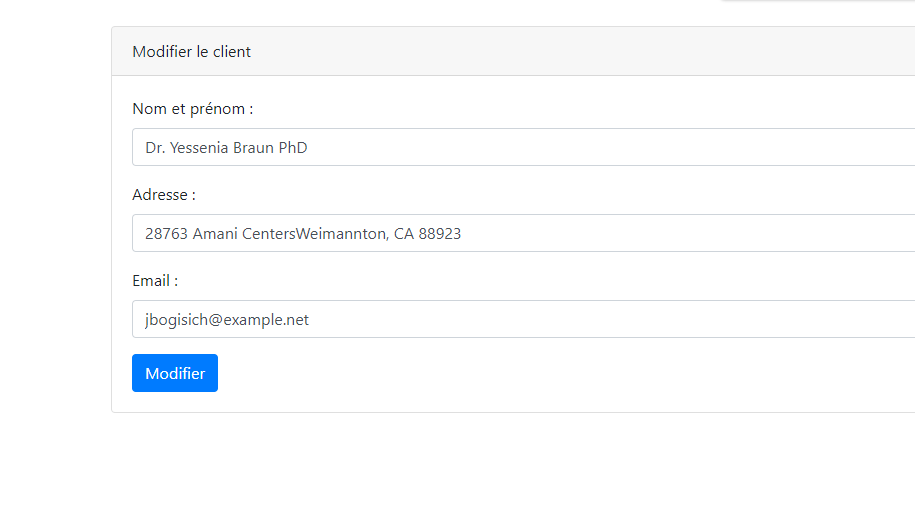 Modifier le client
Nom et prénom :
Dr. Yessenia Braun PhD
Adresse :
28763 Amani CentersWeimannton, CA 88923
Email :
jbogisich@example.net
Modifier